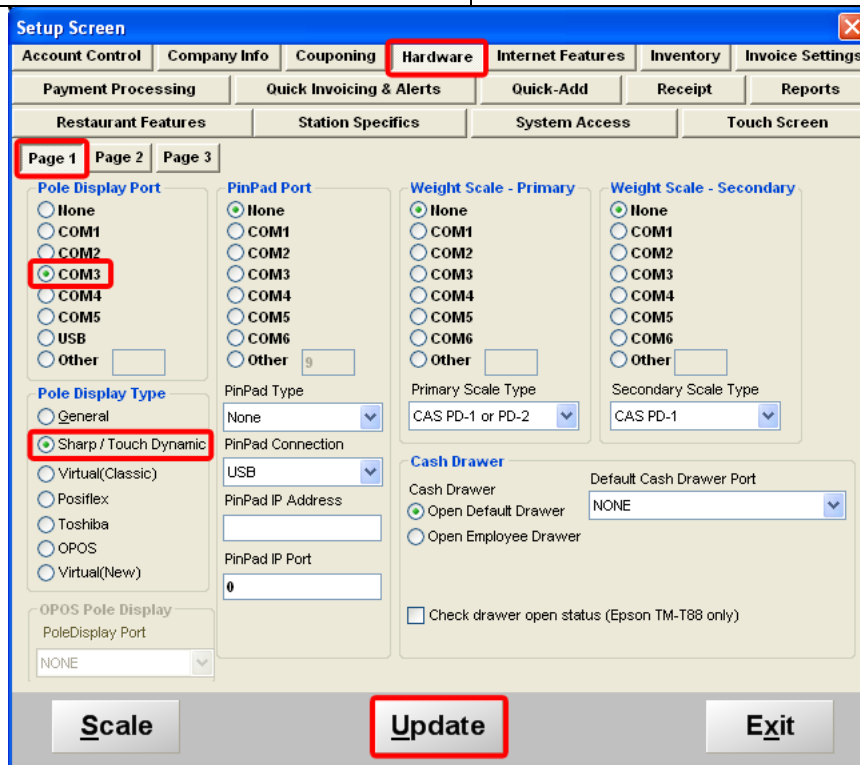 Setup Screen
Account Control Company Info Couponing Hardware Internet Features Inventory Invoice Settings
Payment Processing Quick Invoicing & Alerts Quick-Add Receipt Reports
Restaurant Features Station Specifics System Access Touch Screen
Page 1 Page 2 Page 3
Pole Display Port
None
COM1
COM2
COM3
COM4
COM5
USB
Other
Pole Display Type
General
Sharp / Touch Dynamic
Virtual(Classic)
Posiflex
Toshiba
OPOS
Virtual(New)
OPOS Pole Display
PoleDisplay Port
NONE
PinPad Port
None
COM1
COM2
COM3
COM4
COM5
COM6
Other 9
PinPad Type
None
PinPad Connection
USB
PinPad IP Address
PinPad IP Port
0
Weight Scale - Primary
None
COM1
COM2
COM3
COM4
COM5
COM6
Other
Primary Scale Type
CAS PD-1 or PD-2
Weight Scale - Secondary
None
COM1
COM2
COM3
COM4
COM5
COM6
Other
Secondary Scale Type
CAS PD-1
Cash Drawer
Cash Drawer
Open Default Drawer
Open Employee Drawer
Default Cash Drawer Port
NONE
Check drawer open status (Epson TM-T88 only)
Scale Update Exit